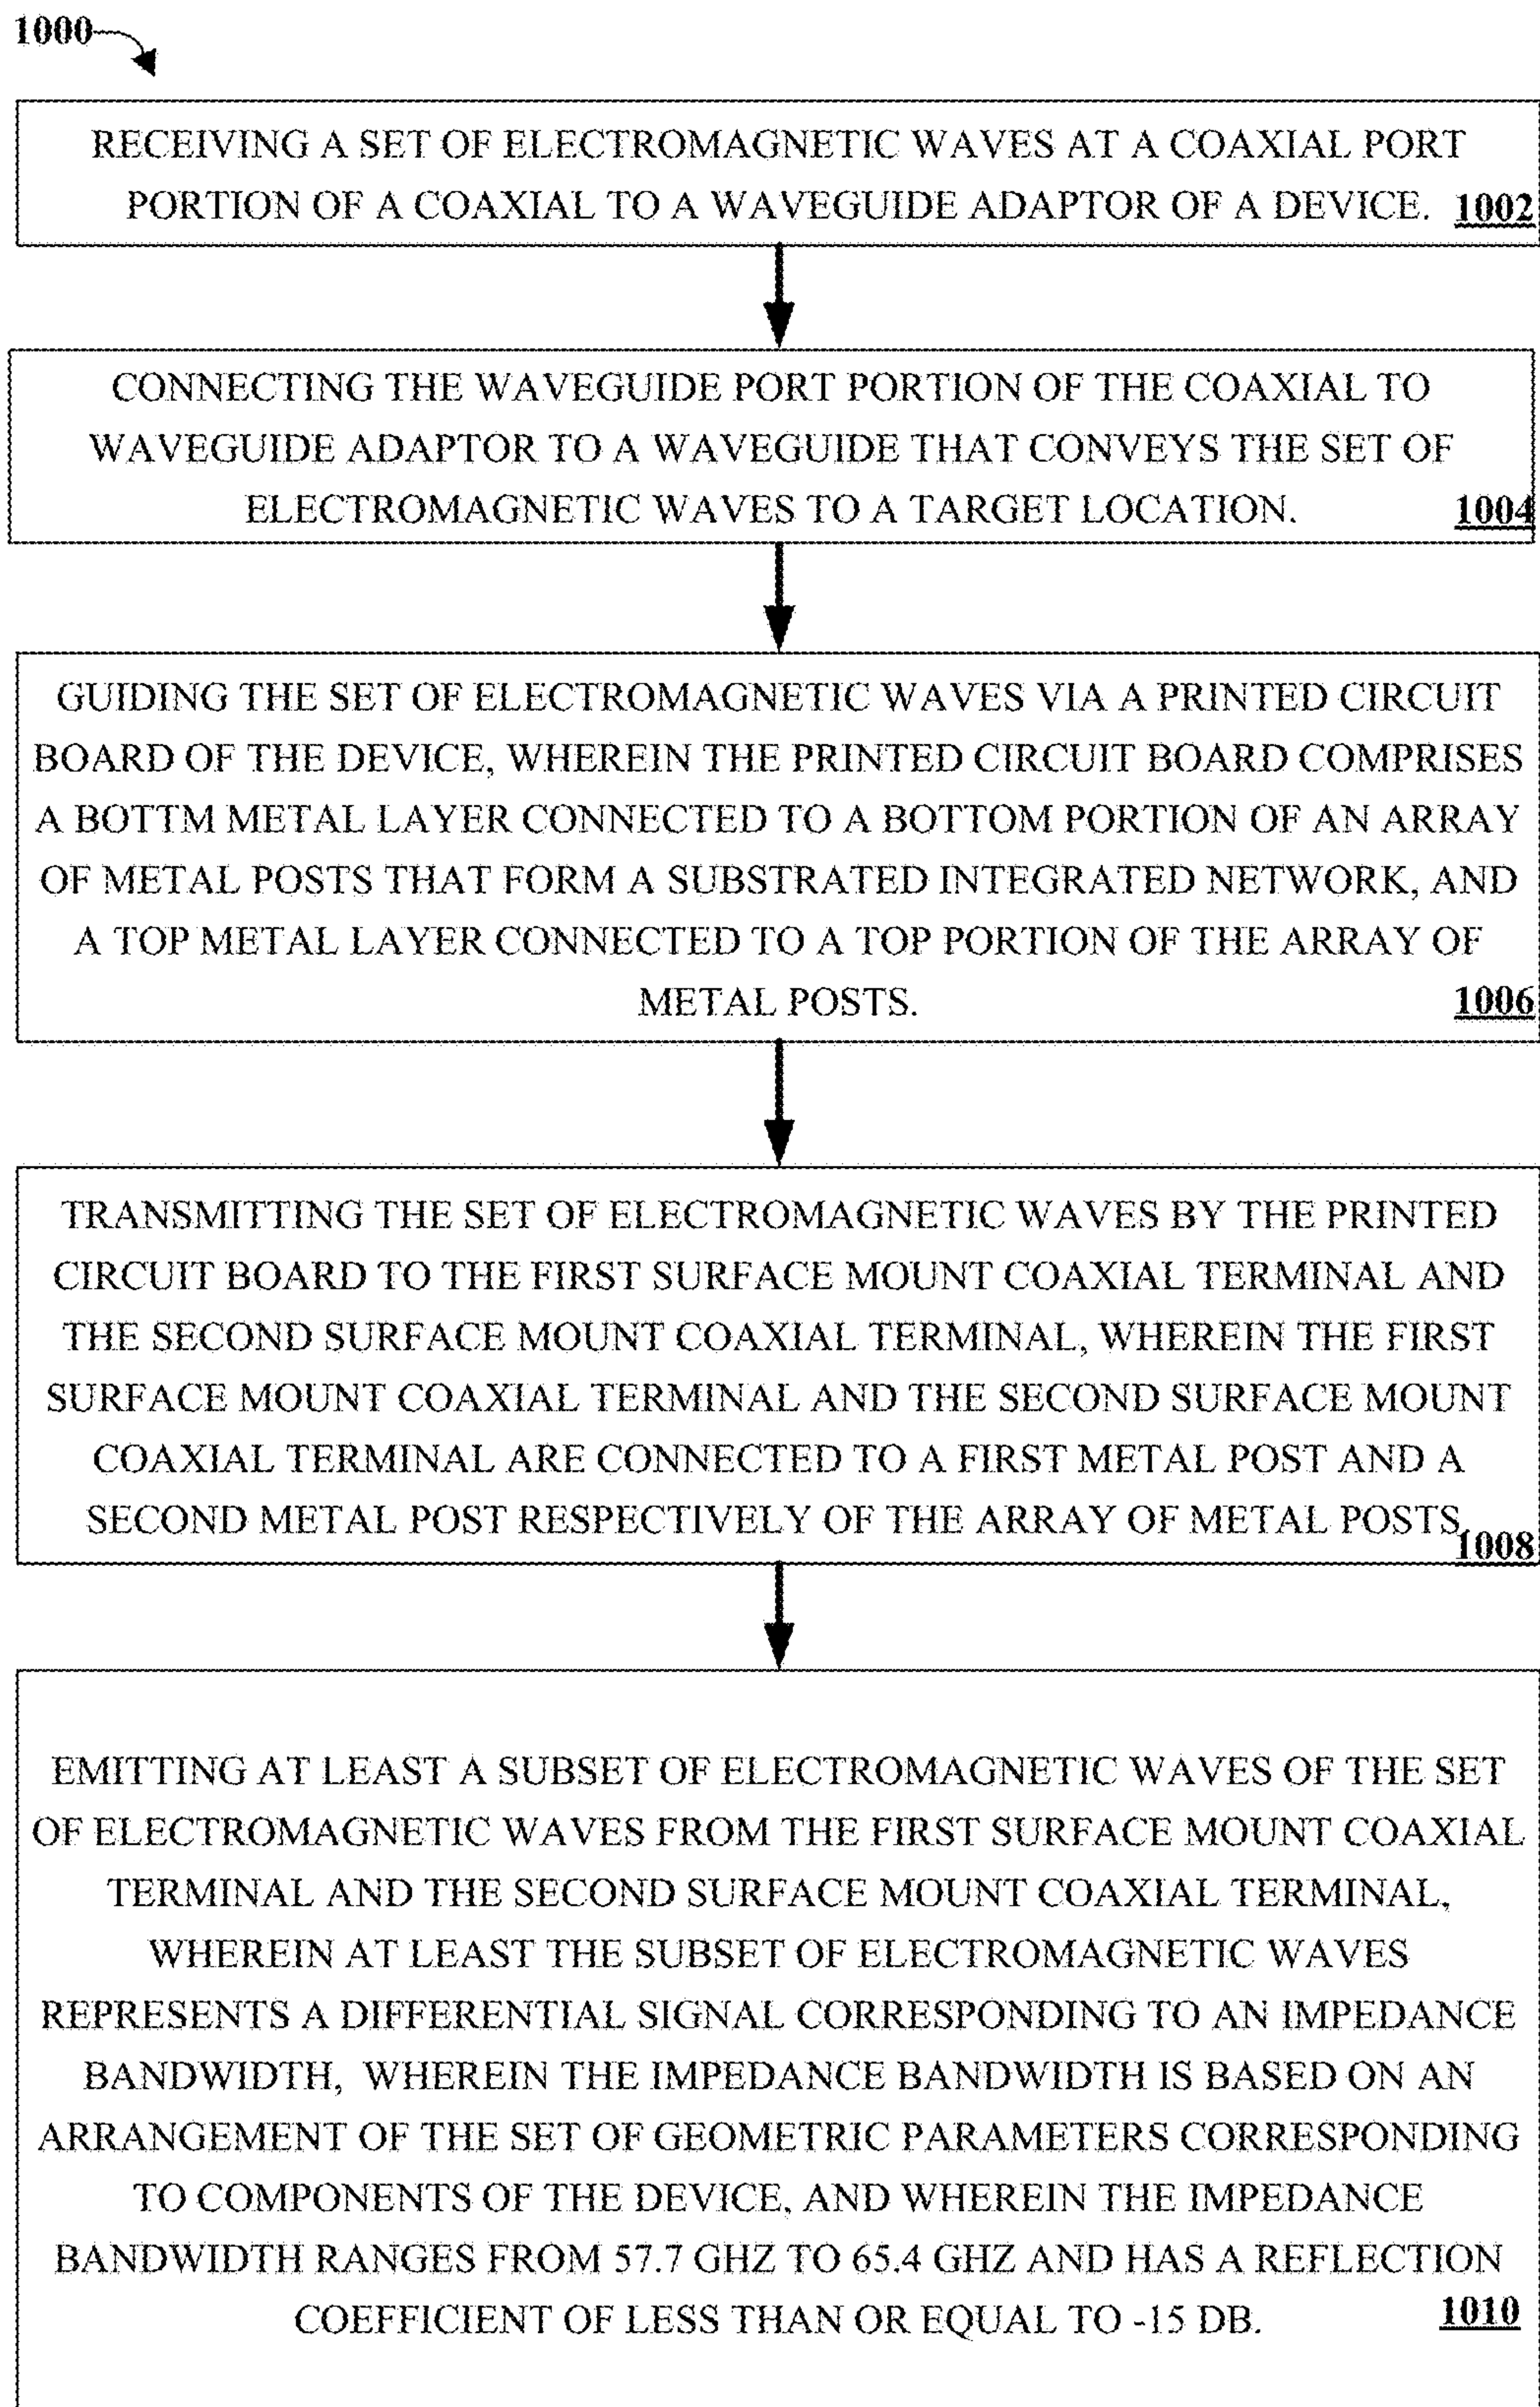 1000
RECEIVING A SET OF ELECTROMAGNETIC WAVES AT A COAXIAL PORT
PORTION OF A COAXIAL TO A WAVEGUIDE ADAPTOR OF A DEVICE. 1002
CONNECTING THE WAVEGUIDE PORT PORTION OF THE COAXIAL TO
WAVEGUIDE ADAPTOR TO A WAVEGUIDE THAT CONVEYS THE SET OF
ELECTROMAGNETIC WAVES TO A TARGET LOCATION. 1004
GUIDING THE SET OF ELECTROMAGNETIC WAVES VIA A PRINTED CIRCUIT
BOARD OF THE DEVICE, WHEREIN THE PRINTED CIRCUIT BOARD COMPRISES
A BOTTM METAL LAYER CONNECTED TO A BOTTOM PORTION OF AN ARRAY
OF METAL POSTS THAT FORM A SUBSTRATED INTEGRATED NETWORK, AND
A TOP METAL LAYER CONNECTED TO A TOP PORTION OF THE ARRAY OF
METAL POSTS. 1006
TRANSMITTING THE SET OF ELECTROMAGNETIC WAVES BY THE PRINTED
CIRCUIT BOARD TO THE FIRST SURFACE MOUNT COAXIAL TERMINAL AND
THE SECOND SURFACE MOUNT COAXIAL TERMINAL, WHEREIN THE FIRST
SURFACE MOUNT COAXIAL TERMINAL AND THE SECOND SURFACE MOUNT
COAXIAL TERMINAL ARE CONNECTED TO A FIRST METAL POST AND A
SECOND METAL POST RESPECTIVELY OF THE ARRAY OF METAL POSTS.
1008
EMITTING AT LEAST A SUBSET OF ELECTROMAGNETIC WAVES OF THE SET
OF ELECTROMAGNETIC WAVES FROM THE FIRST SURFACE MOUNT COAXIAL
TERMINAL AND THE SECOND SURFACE MOUNT COAXIAL TERMINAL,
WHEREIN AT LEAST THE SUBSET OF ELECTROMAGNETIC WAVES
REPRESENTS A DIFFERENTIAL SIGNAL CORRESPONDING TO AN IMPEDANCE
BANDWIDTH, WHEREIN THE IMPEDANCE BANDWIDTH IS BASED ON AN
ARRANGEMENT OF THE SET OF GEOMETRIC PARAMETERS CORRESPONDING
TO COMPONENTS OF THE DEVICE, AND WHEREIN THE IMPEDANCE
BANDWIDTH RANGES FROM 57.7 GHZ TO 65.4 GHZ AND HAS A REFLECTION
COEFFICIENT OF LESS THAN OR EQUAL TO -15 DB. 1010